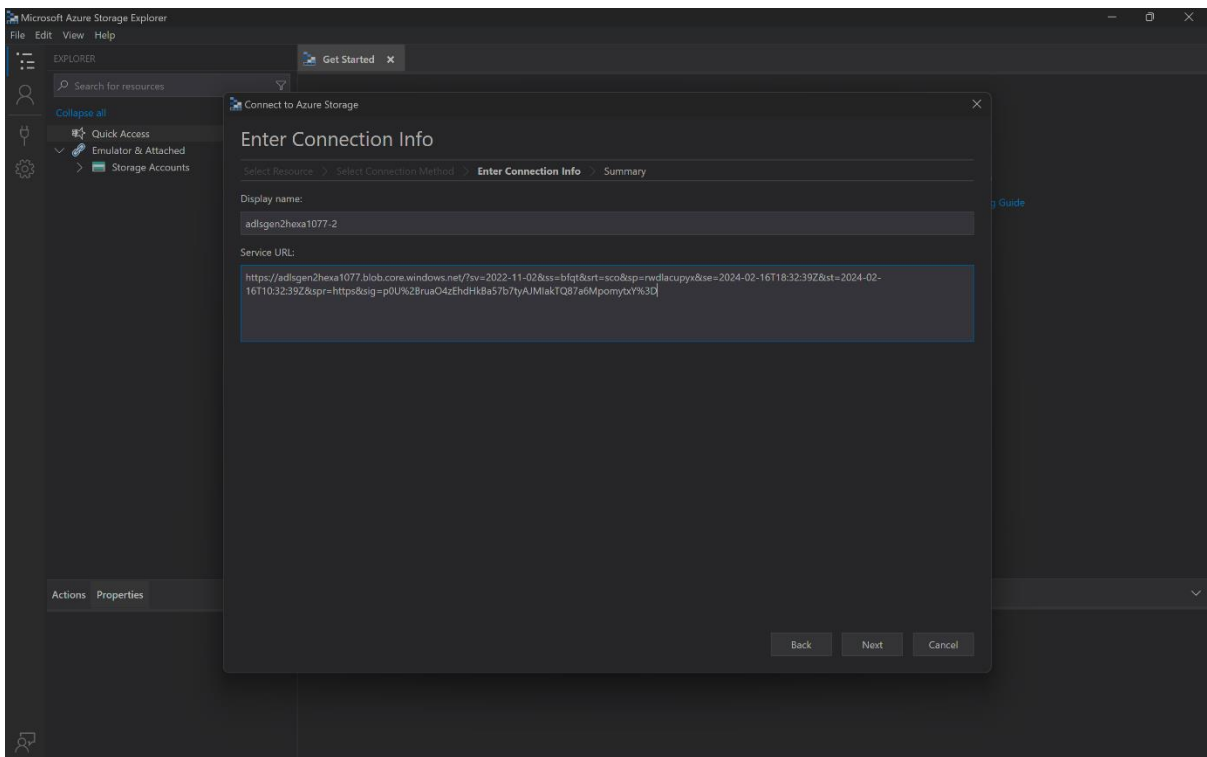 Microsoft Azure Storage Explorer
File Edit View Help
EXPLORER
Get Started
Search for resources
Collapse all
Quick Access
Emulator & Attached
Storage Accounts
Connect to Azure Storage
Enter Connection Info
Select Resource > Select Connection Method > Enter Connection Info > Summary
Display name:
g Guide
adlsgen2hexa1077-2
Service URL:
https://adlsgen2hexa1077.blob.core.windows.net/?sv=2022-11-02&ss=bfqt&srt=sco&sp=rwdlacupyx&se=2024-02-16T18:32:39Z&st=2024-02-
16T10:32:39Z&spr=https&sig=p0U%2BruaO4zEhdHkBa57b7tyAJMIakTQ87a6MpomytxY%3D
Actions Properties
Back Next Cancel